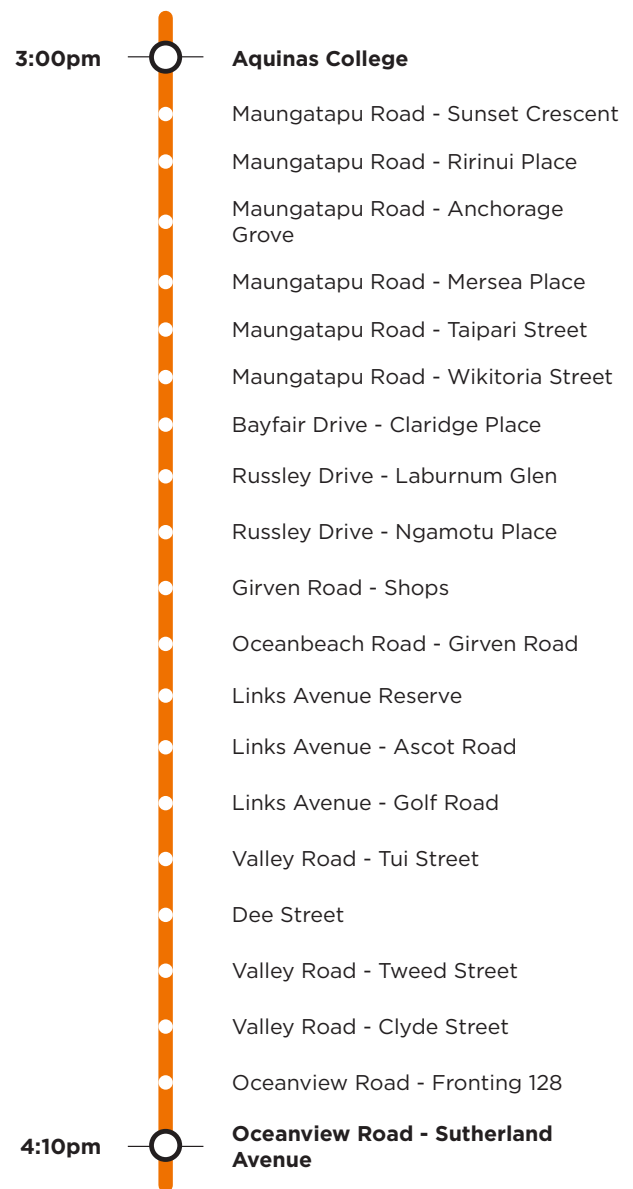 3:00pm Aquinas College
Maungatapu Road - Sunset Crescent
Maungatapu Road - Ririnui Place
Maungatapu Road - Anchorage
Grove
Maungatapu Road - Mersea Place
Maungatapu Road - Taipari Street
Maungatapu Road - Wikitoria Street
Bayfair Drive - Claridge Place
Russley Drive - Laburnum Glen
Russley Drive - Ngamotu Place
Girven Road - Shops
Oceanbeach Road - Girven Road
Links Avenue Reserve
Links Avenue - Ascot Road
Links Avenue - Golf Road
Valley Road - Tui Street
Dee Street
Valley Road - Tweed Street
Valley Road - Clyde Street
Oceanview Road - Fronting 128
4:10pm Oceanview Road - Sutherland
Avenue